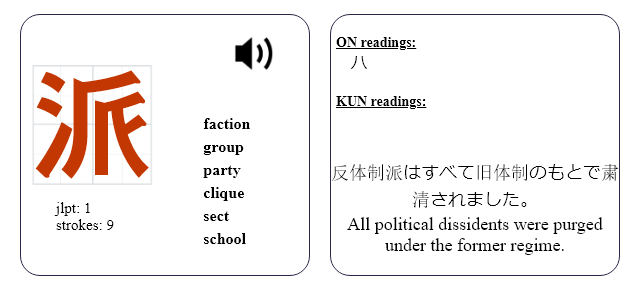 派
jlpt: 1
strokes: 9
faction
group
party
clique
sect
school
ON readings:
ハ
KUN readings:
反体制派はすべて旧体制のもとで粛
清されました。
All political dissidents were purged
under the former regime.